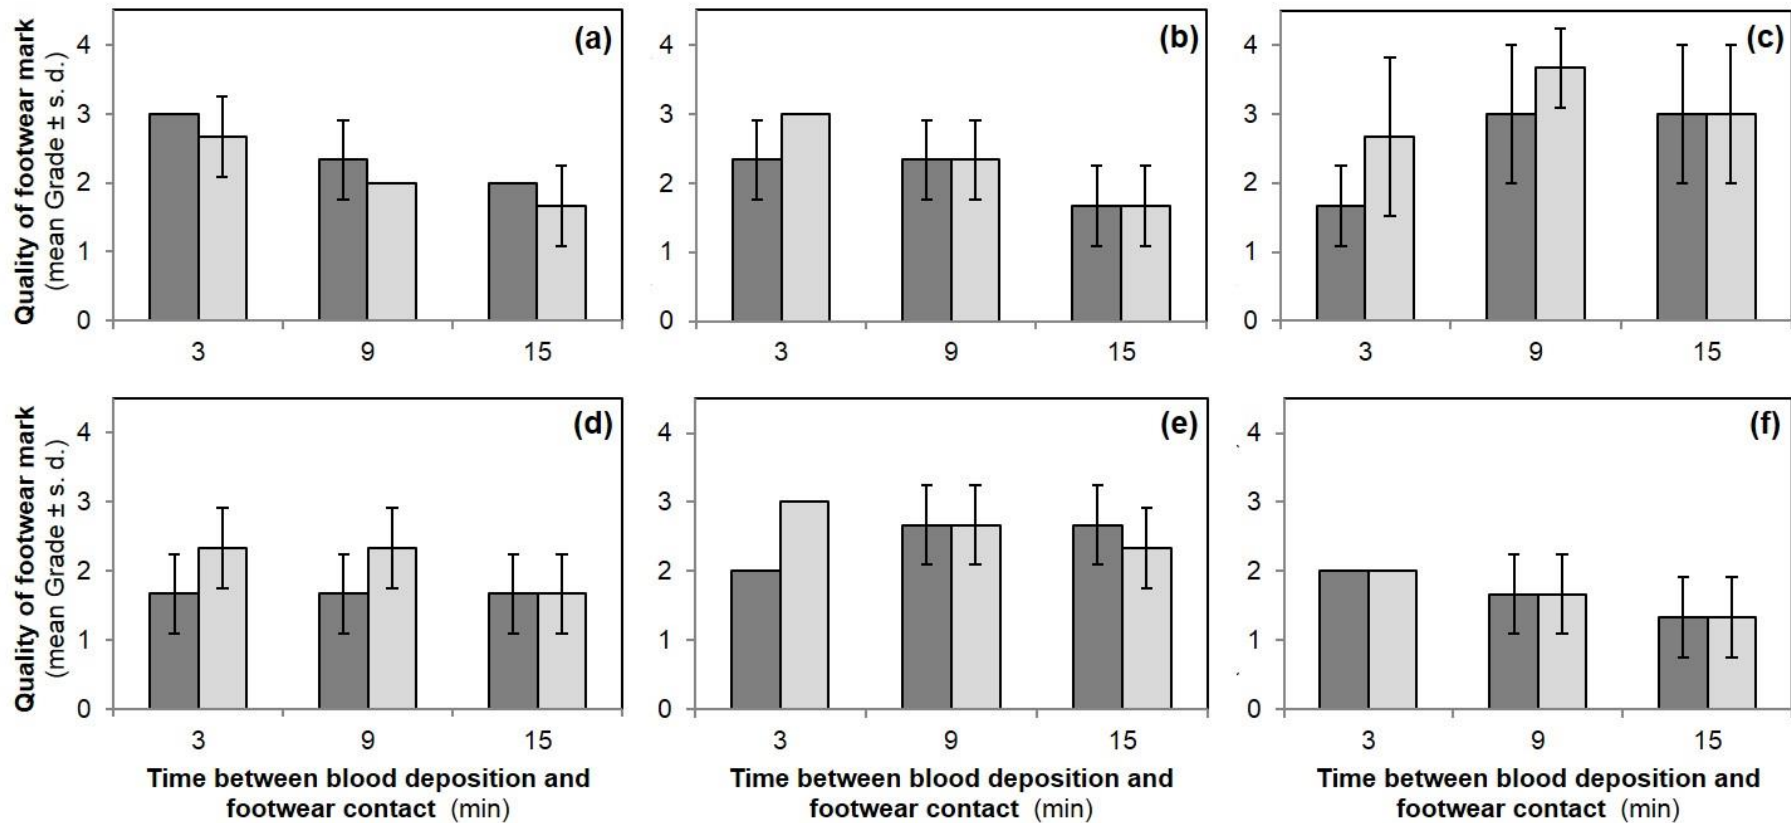 Quality of footwear mark
(mean Grade ± s. d.)
4
3
2
1
0
(a)
3 9 15
4
3
2
1
0
(b)
3 9 15
4
3
2
1
0
(c)
3 9 15
Quality of footwear mark
(mean Grade ± s. d.)
4
3
2
1
0
(d)
3 9 15
Time between blood deposition and
footwear contact (min)
4
3
2
1
0
(e)
3 9 15
Time between blood deposition and
footwear contact (min)
4
3
2
1
0
(f)
3 9 15
Time between blood deposition and
footwear contact (min)